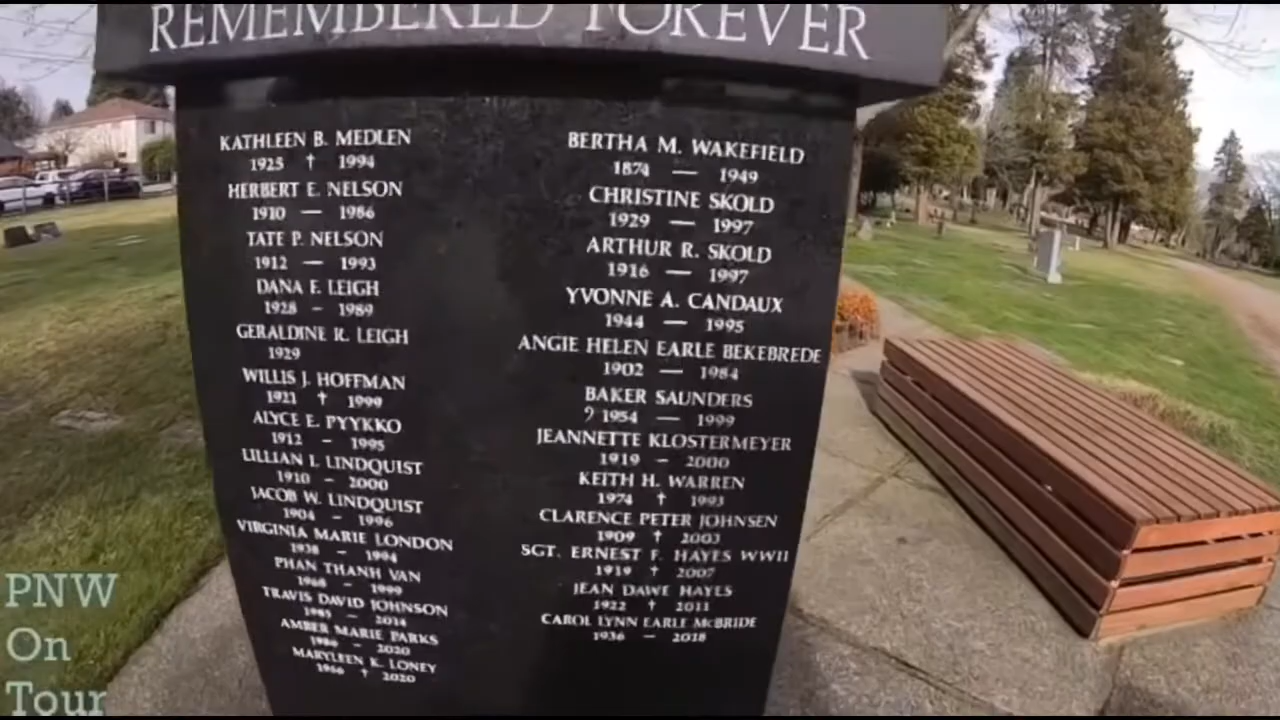 REMEMBERED FOREVER
KATHLEEN B. MEDLEN
1925 † 1994
HERBERT E. NELSON
1910 — 1986
TATE P. NELSON
1912 — 1993
DANA F. LEIGH
1928 – 1989
GERALDINE R. LEIGH
1929
WILLIS J. HOFFMAN
1921 † 1999
ALYCE E. PYYKKO
1912 – 1995
LILLIAN I. LINDQUIST
1910 – 2000
JACOB W. LINDQUIST
1904 – 1996
VIRGINIA MARIE LONDON
1938 – 1994
PHAN THANH VAN
1968 – 1999
TRAVIS DAVID JOHNSON
1985 – 2014
AMBER MARIE PARKS
1986 – 2020
MARYLEEN K. LONEY
1966 † 2020
BERTHA M. WAKEFIELD
1874 — 1949
CHRISTINE SKOLD
1929 — 1997
ARTHUR R. SKOLD
1916 — 1997
YVONNE A. CANDAUX
1944 — 1995
ANGIE HELEN EARLE BEKEBREDE
1902 — 1984
BAKER SAUNDERS
1954 — 1999
JEANNETTE KLOSTERMEYER
1919 – 2000
KEITH H. WARREN
1974 † 1993
CLARENCE PETER JOHNSEN
1909 † 2003
SGT. ERNEST F. HAYES WWII
1919 † 2007
JEAN DAWE HAYES
1922 † 2011
CAROL LYNN EARLE McBRIDE
1936 – 2018
PNW
On
Tour